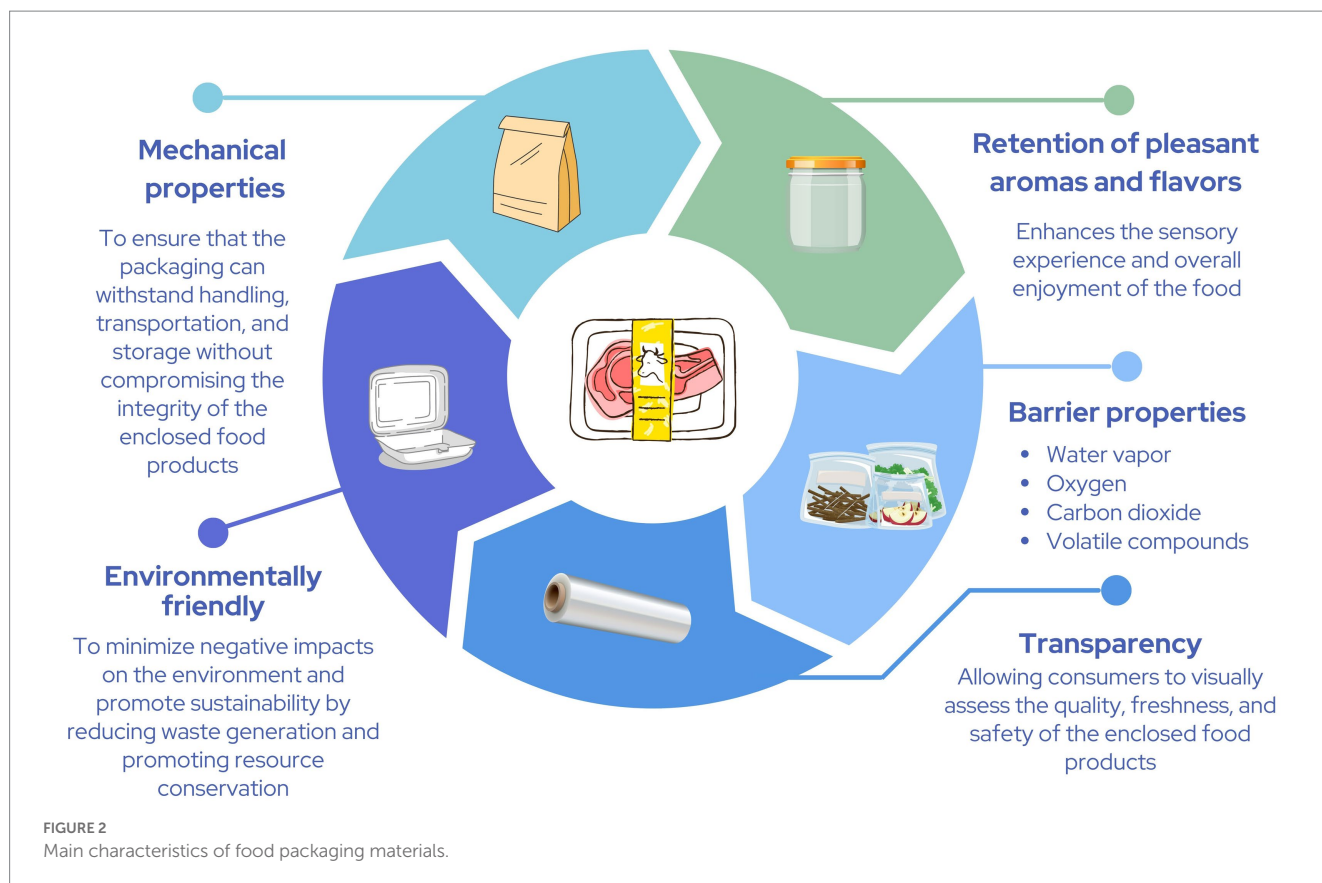 Mechanical
properties
To ensure that the
packaging can
withstand handling,
transportation, and
storage without
compromising the
integrity of the
enclosed food
products
Environmentally
friendly
To minimize negative impacts
on the environment and
promote sustainability by
reducing waste generation and
promoting resource
conservation
Retention of pleasant
aromas and flavors
Enhances the sensory
experience and overall
enjoyment of the food
Barrier properties
• Water vapor
• Oxygen
• Carbon dioxide
• Volatile compounds
Transparency
Allowing consumers to visually
assess the quality, freshness, and
safety of the enclosed food
products
FIGURE 2
Main characteristics of food packaging materials.